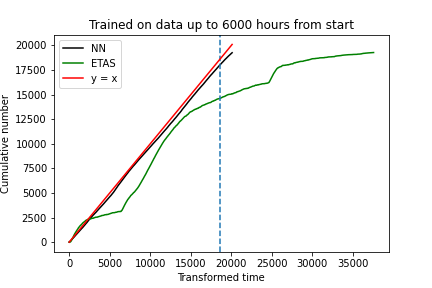 Trained on data up to 6000 hours from start
NN
ETAS
y = x
Cumulative number
20000
17500
15000
12500
10000
7500
5000
2500
0
0 5000 10000 15000 20000 25000 30000 35000
Transformed time